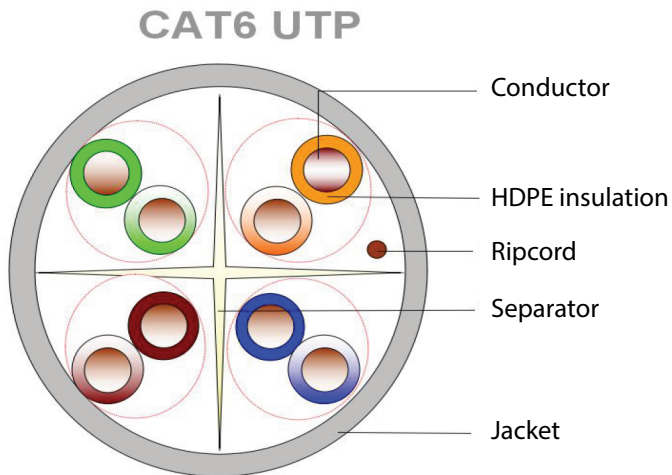 CAT6 UTP
Conductor
HDPE insulation
Ripcord
Separator
Jacket